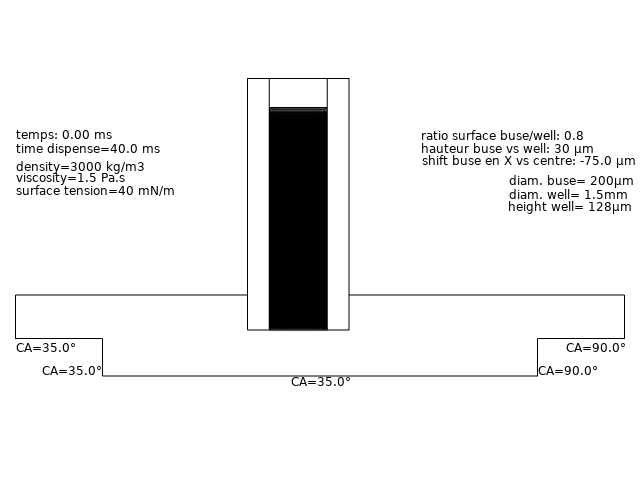 temps: 0.00 ms
time dispense=40.0 ms
density=3000 kg/m3
viscosity=1.5 Pa.s
surface tension=40 mN/m
ratio surface buse/well: 0.8
hauteur buse vs well: 30 µm
shift buse en X vs centre: -75.0 µm
diam. buse= 200µm
diam. well= 1.5mm
height well= 128µm
CA=35.0°
CA=90.0°
CA=35.0°
CA=90.0°
CA=35.0°